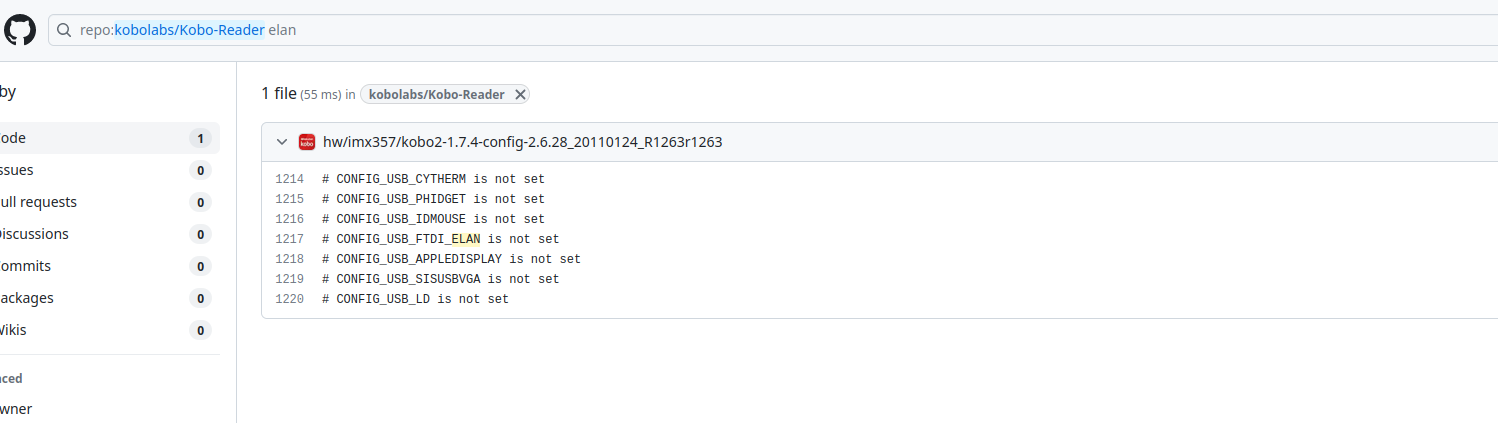 repo:kobolabs/Kobo-Reader elan
by
1 file (55 ms) in kobolabs/Kobo-Reader
ode 1
ssues 0
ull requests 0
iscussions 0
ommits 0
ackages 0
Wikis 0
nced
wner
hw/imx357/kobo2-1.7.4-config-2.6.28_20110124_R1263r1263
1214 # CONFIG_USB_CYTHERM is not set
1215 # CONFIG_USB_PHIDGET is not set
1216 # CONFIG_USB_IDMOUSE is not set
1217 # CONFIG_USB_FTDI_ELAN is not set
1218 # CONFIG_USB_APPLEDISPLAY is not set
1219 # CONFIG_USB_SISUSBVGA is not set
1220 # CONFIG_USB_LD is not set